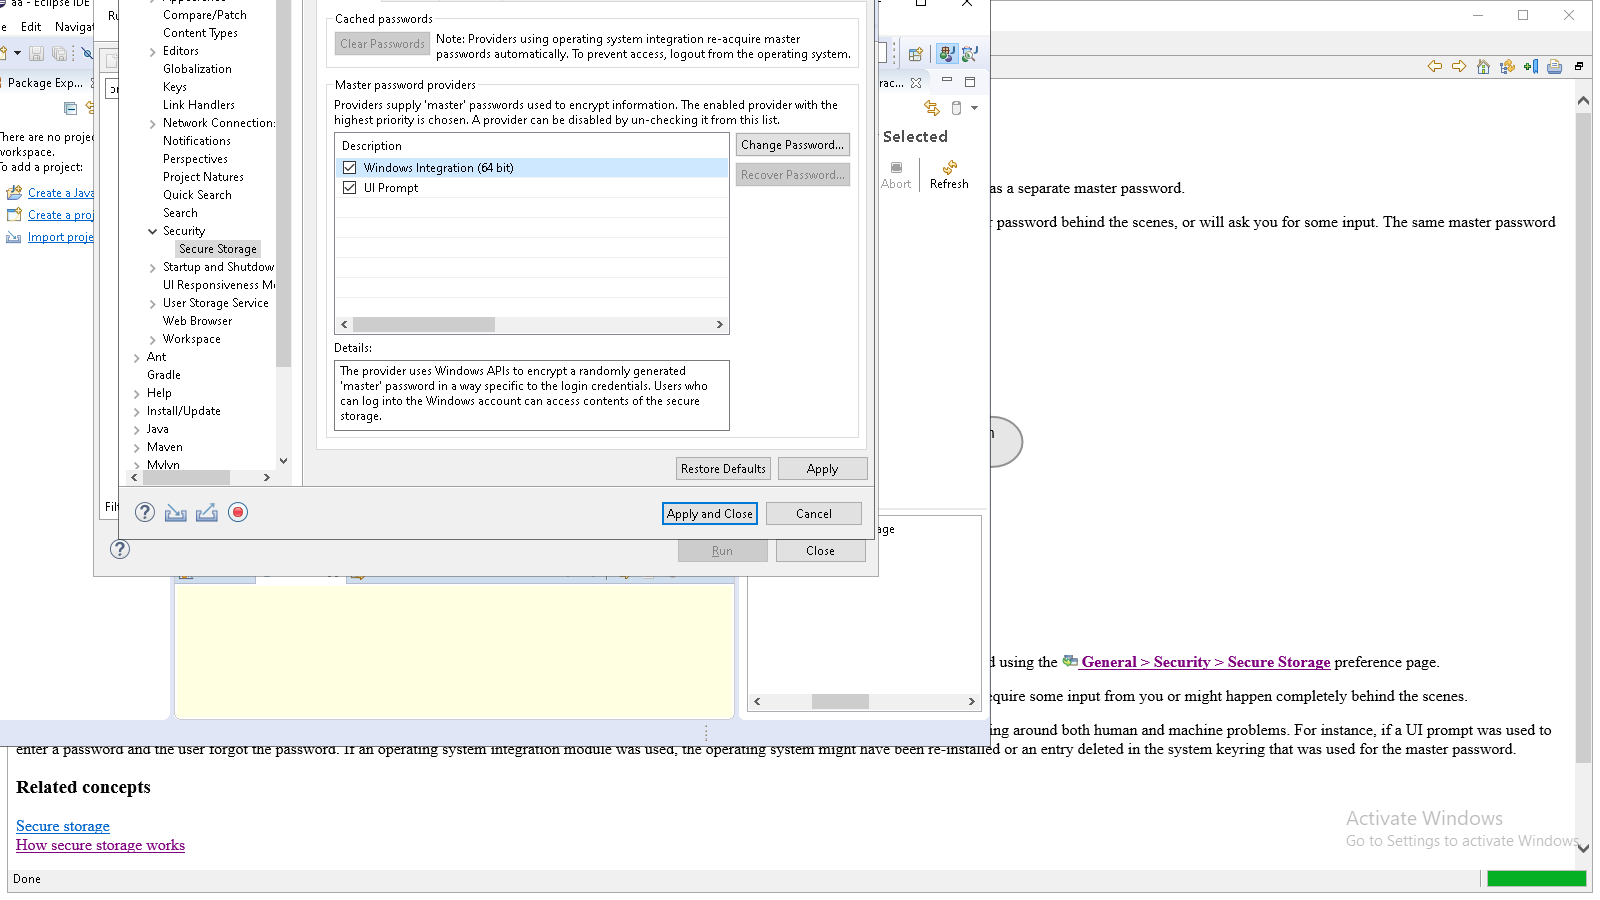 aa - Eclipse IDE
Edit Navigat
Package Exp...
There are no proje
workspace.
To add a project:
Create a Java
Create a proj
Import proje
Compare/Patch
Content Types
Editors
Globalization
Keys
Link Handlers
Network Connection:
Notifications
Perspectives
Project Natures
Quick Search
Search
Security
Secure Storage
Startup and Shutdow
UI Responsiveness M
User Storage Service
Web Browser
Workspace
Ant
Gradle
Help
Install/Update
Java
Maven
Mylyn
Cached passwords
Clear Passwords
Note: Providers using operating system integration re-acquire master
passwords automatically. To prevent access, logout from the operating system.
Master password providers
Providers supply 'master' passwords used to encrypt information. The enabled provider with the
highest priority is chosen. A provider can be disabled by un-checking it from this list.
Description
Windows Integration (64 bit)
UI Prompt
Change Password...
Recover Password...
Details:
The provider uses Windows APIs to encrypt a randomly generated
'master' password in a way specific to the login credentials. Users who
can log into the Windows account can access contents of the secure
storage.
Restore Defaults Apply
Apply and Close Cancel
Run Close
rac...
Selected
Abort Refresh
as a separate master password.
r password behind the scenes, or will ask you for some input. The same master password
using the General > Security > Secure Storage preference page.
equire some input from you or might happen completely behind the scenes.
ing around both human and machine problems. For instance, if a UI prompt was used to
enter a password and the user forgot the password. If an operating system integration module was used, the operating system might have been re-installed or an entry deleted in the system keyring that was used for the master password.
Related concepts
Secure storage
How secure storage works
Activate Windows
Go to Settings to activate Windows.
Done